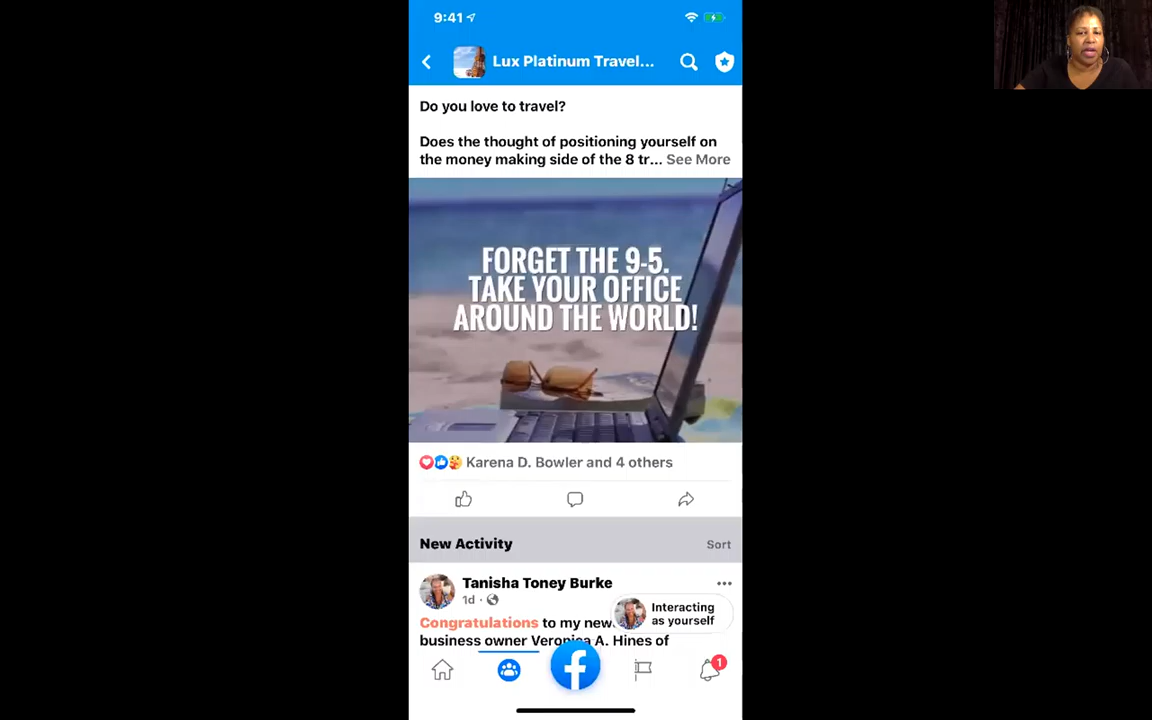 9:41
Lux Platinum Travel...
Do you love to travel?
Does the thought of positioning yourself on
the money making side of the 8 tr... See More
FORGET THE 9-5.
TAKE YOUR OFFICE
AROUND THE WORLD!
Karena D. Bowler and 4 others
New Activity
Sort
Tanisha Toney Burke
1d
Interacting
as yourself
Congratulations to my new
business owner Veronica A. Hines of
1